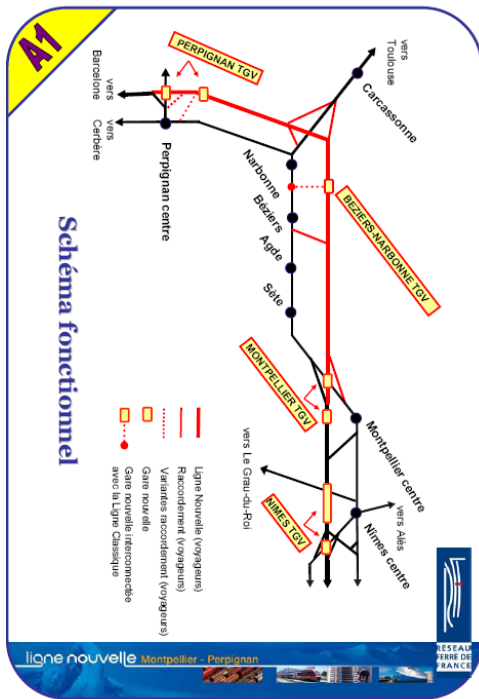 A1
vers
Toulouse
Carcassonne
PERPIGNAN TGV
vers
Barcelone
vers
Cerbère
Perpignan centre
Narbonne
Béziers
Agde
Sète
BEZIERS-NARBONNE TGV
MONTPELLIER TGV
Montpellier centre
vers Le Grau-du-Roi
NIMES TGV
vers Alès
Nîmes centre
Schéma fonctionnel
Ligne Nouvelle (voyageurs)
Raccordement (voyageurs)
Variantes raccordement (voyageurs)
Gare nouvelle
Gare nouvelle interconnectée
avec la Ligne Classique
RÉSEAU
FERRÉ DE
FRANCE
ligne nouvelle Montpellier - Perpignan